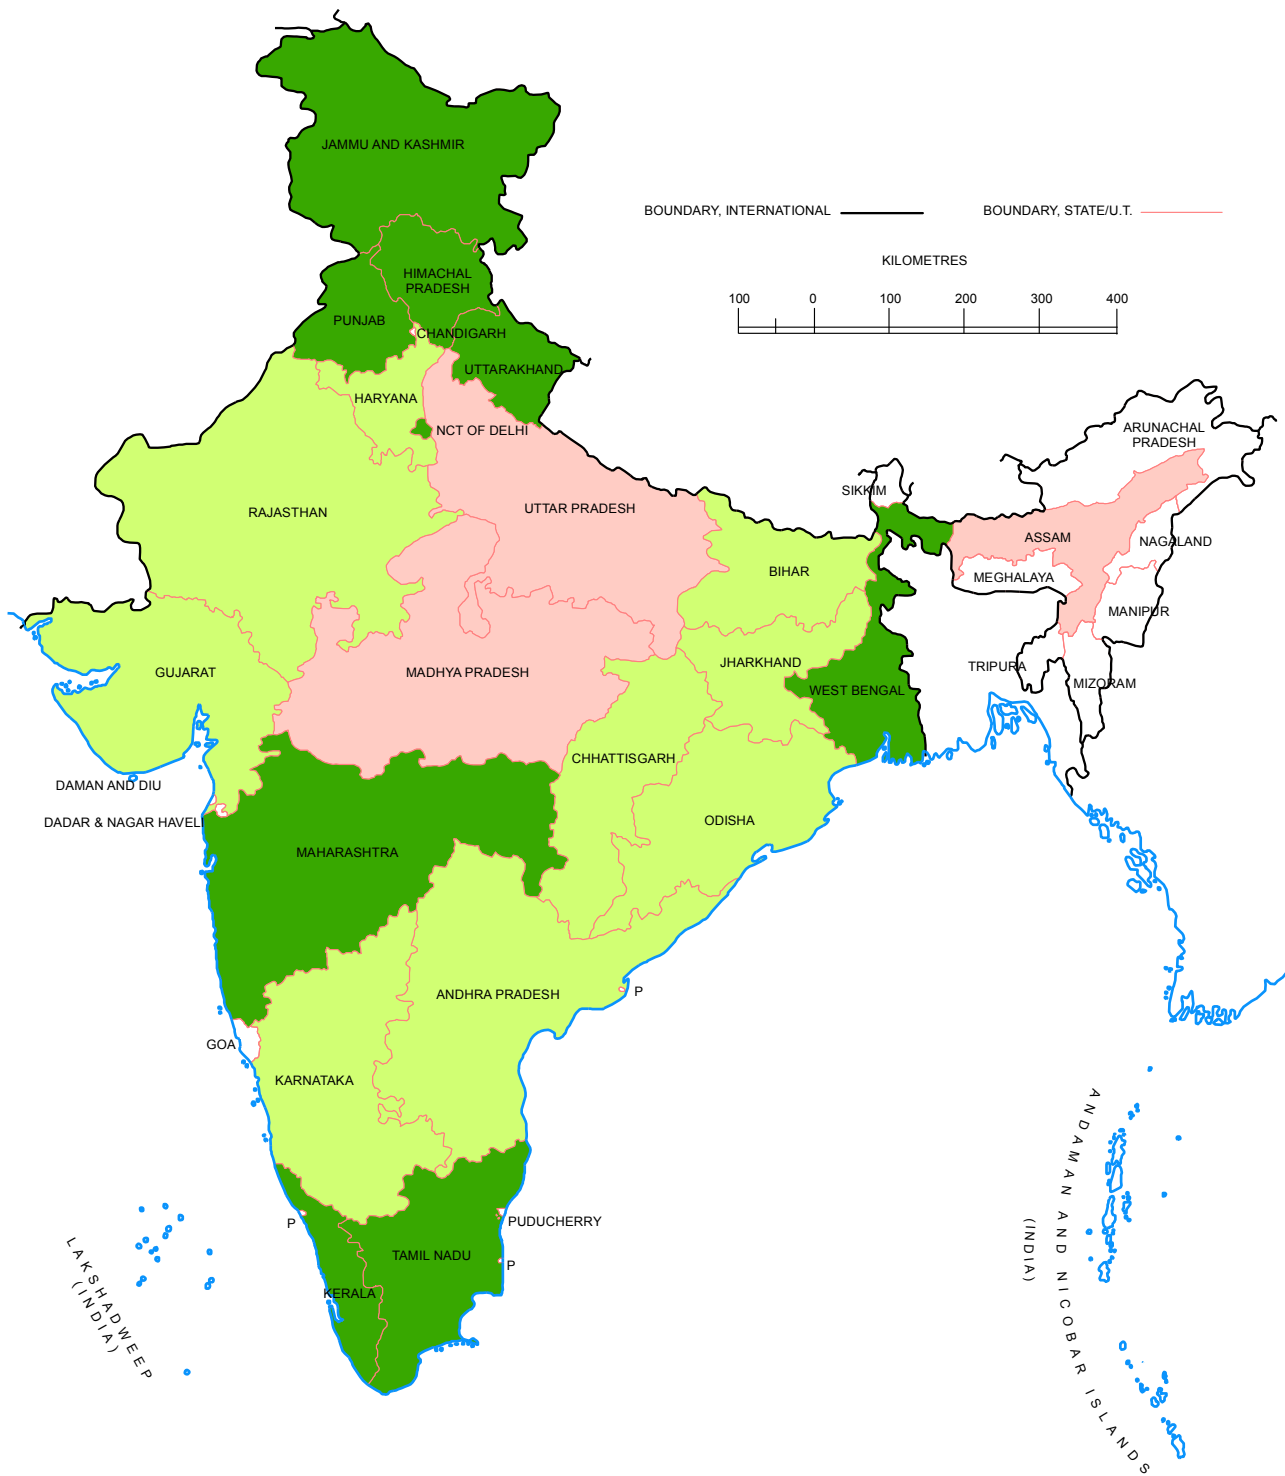 JAMMU AND KASHMIR
BOUNDARY, INTERNATIONAL
BOUNDARY, STATE/U.T.
KILOMETRES
100 0 100 200 300 400
HIMACHAL
PRADESH
PUNJAB
CHANDIGARH
UTTARAKHAND
HARYANA
NCT OF DELHI
ARUNACHAL
PRADESH
SIKKIM
RAJASTHAN
UTTAR PRADESH
ASSAM
NAGALAND
BIHAR
MEGHALAYA
MANIPUR
GUJARAT
MADHYA PRADESH
JHARKHAND
TRIPURA
MIZORAM
WEST BENGAL
CHHATTISGARH
DAMAN AND DIU
DADAR & NAGAR HAVELI
ODISHA
MAHARASHTRA
ANDHRA PRADESH
P
GOA
KARNATAKA
P
PUDUCHERRY
TAMIL NADU
P
KERALA
LAKSHADWEEP
(INDIA)
ANDAMAN AND NICOBAR ISLANDS
(INDIA)